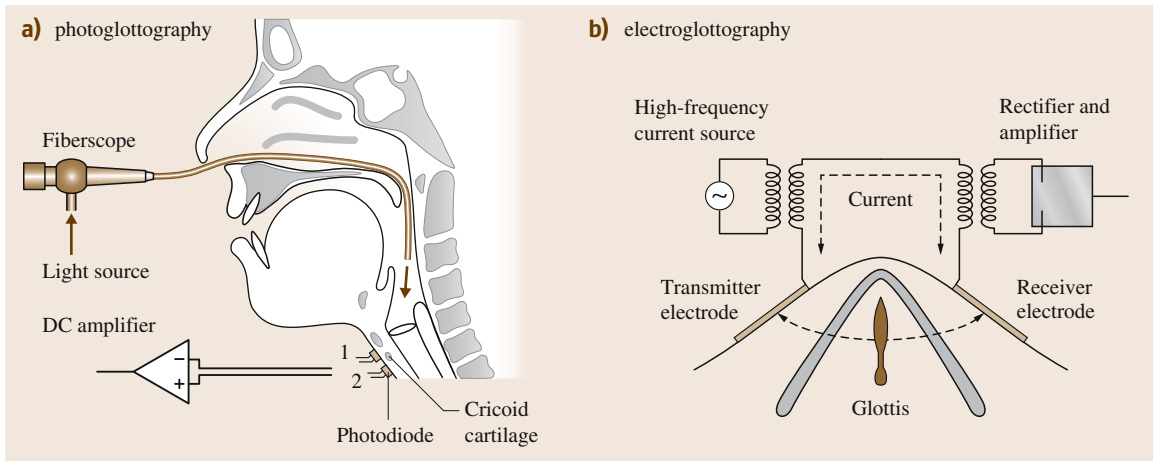 a) photoglottography
Fiberscope
Light source
DC amplifier
−
+
1
2
Photodiode
Cricoid
cartilage
b) electroglottography
High-frequency
current source
Rectifier and
amplifier
~
Current
Transmitter
electrode
Receiver
electrode
Glottis